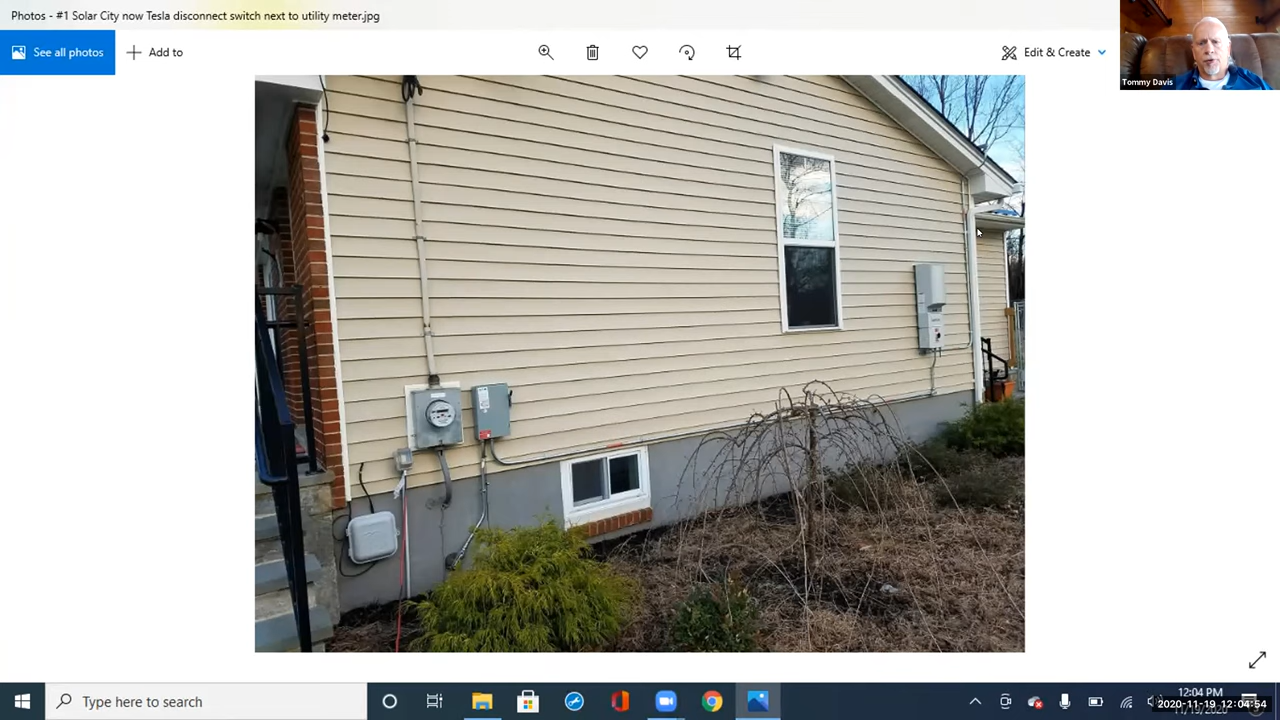 Photos - #1 Solar City now Tesla disconnect switch next to utility meter.jpg
See all photos
Add to
Edit & Create
Tommy Davis
Type here to search
12:04 PM
2020-11-19 12:04:54